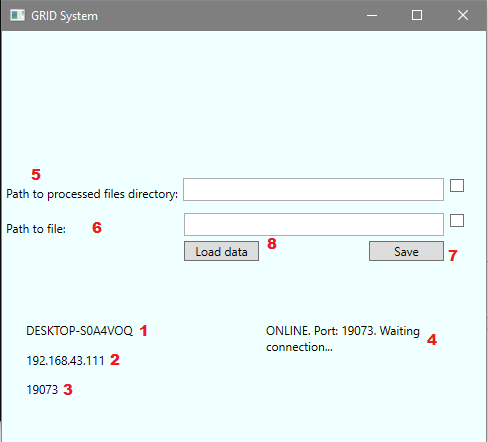 GRID System
5
Path to processed files directory:
Path to file: 6
Load data 8 Save 7
DESKTOP-S0A4VOQ 1
192.168.43.111 2
19073 3
ONLINE. Port: 19073. Waiting
connection... 4